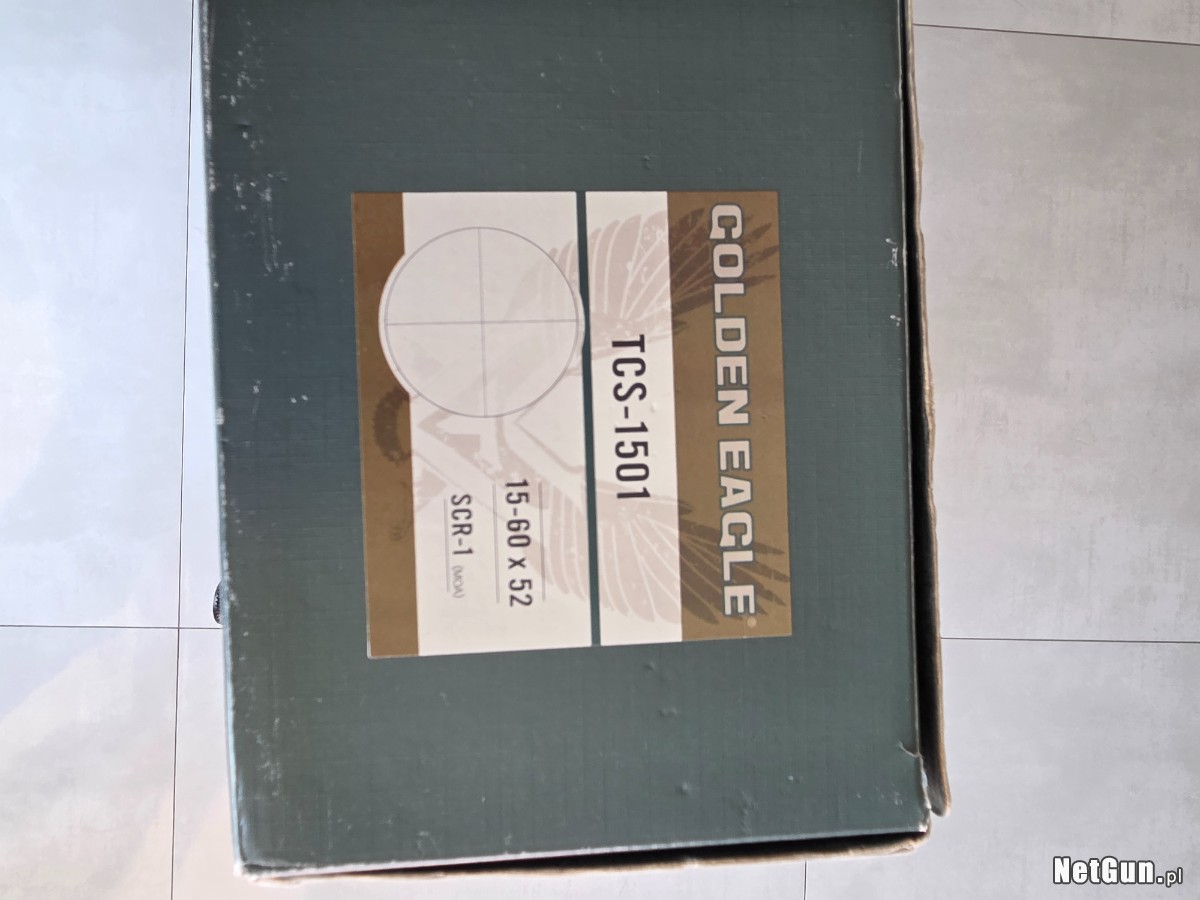 GOLDEN EAGLE®
TCS-1501
15-60 x 52
SCR-1 (MOA)
NetGun.pl